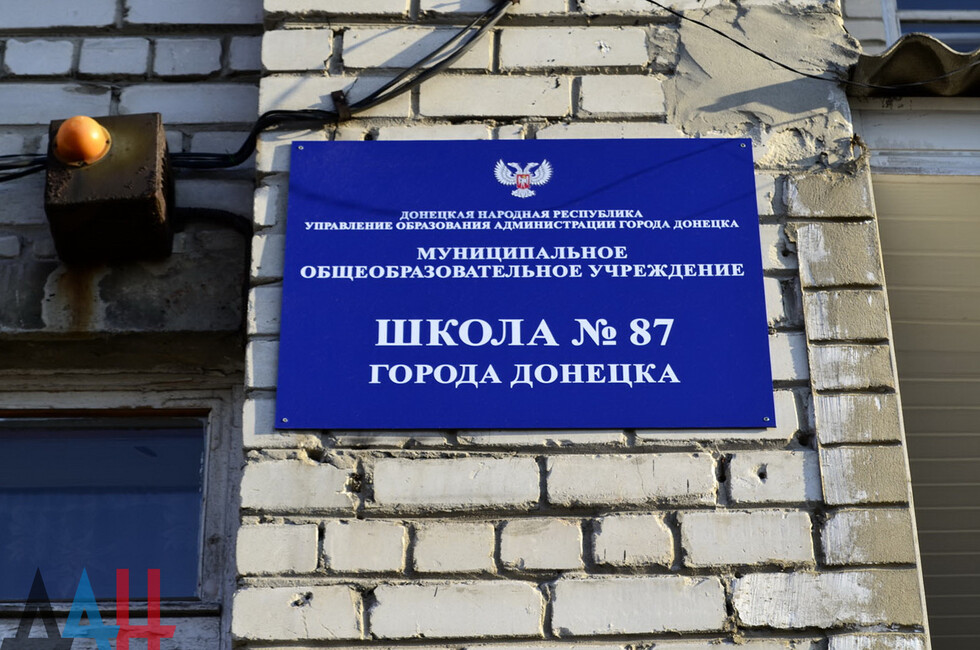 ДОНЕЦКАЯ НАРОДНАЯ РЕСПУБЛИКА
УПРАВЛЕНИЕ ОБРАЗОВАНИЯ АДМИНИСТРАЦИИ ГОРОДА ДОНЕЦКА
МУНИЦИПАЛЬНОЕ
ОБЩЕОБРАЗОВАТЕЛЬНОЕ УЧРЕЖДЕНИЕ
ШКОЛА № 87
ГОРОДА ДОНЕЦКА
ДАН